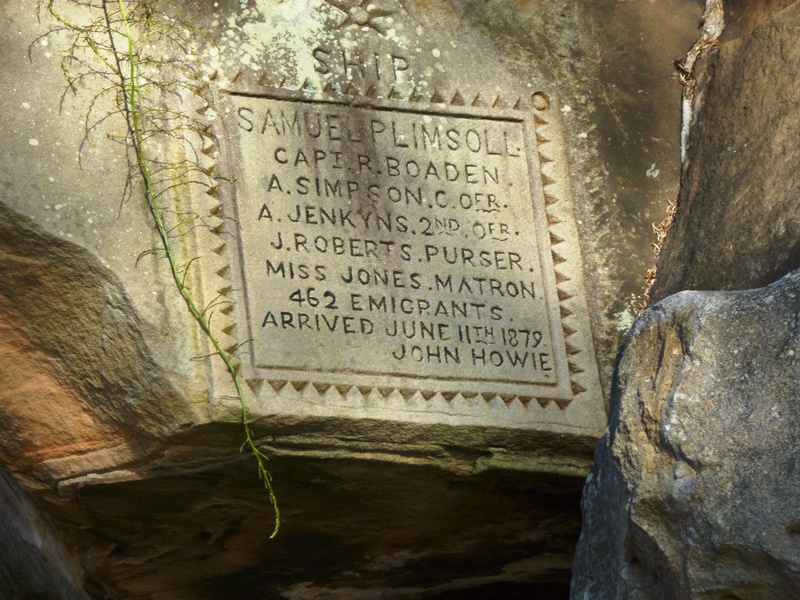 SHIP
SAMUEL PLIMSOLL.
CAPT. R. BOADEN.
A. SIMPSON. C. OFR.
A. JENKYNS. 2ND. OFR.
J. ROBERTS. PURSER.
MISS JONES. MATRON.
462 EMIGRANTS.
ARRIVED JUNE 11TH 1879.
JOHN HOWIE